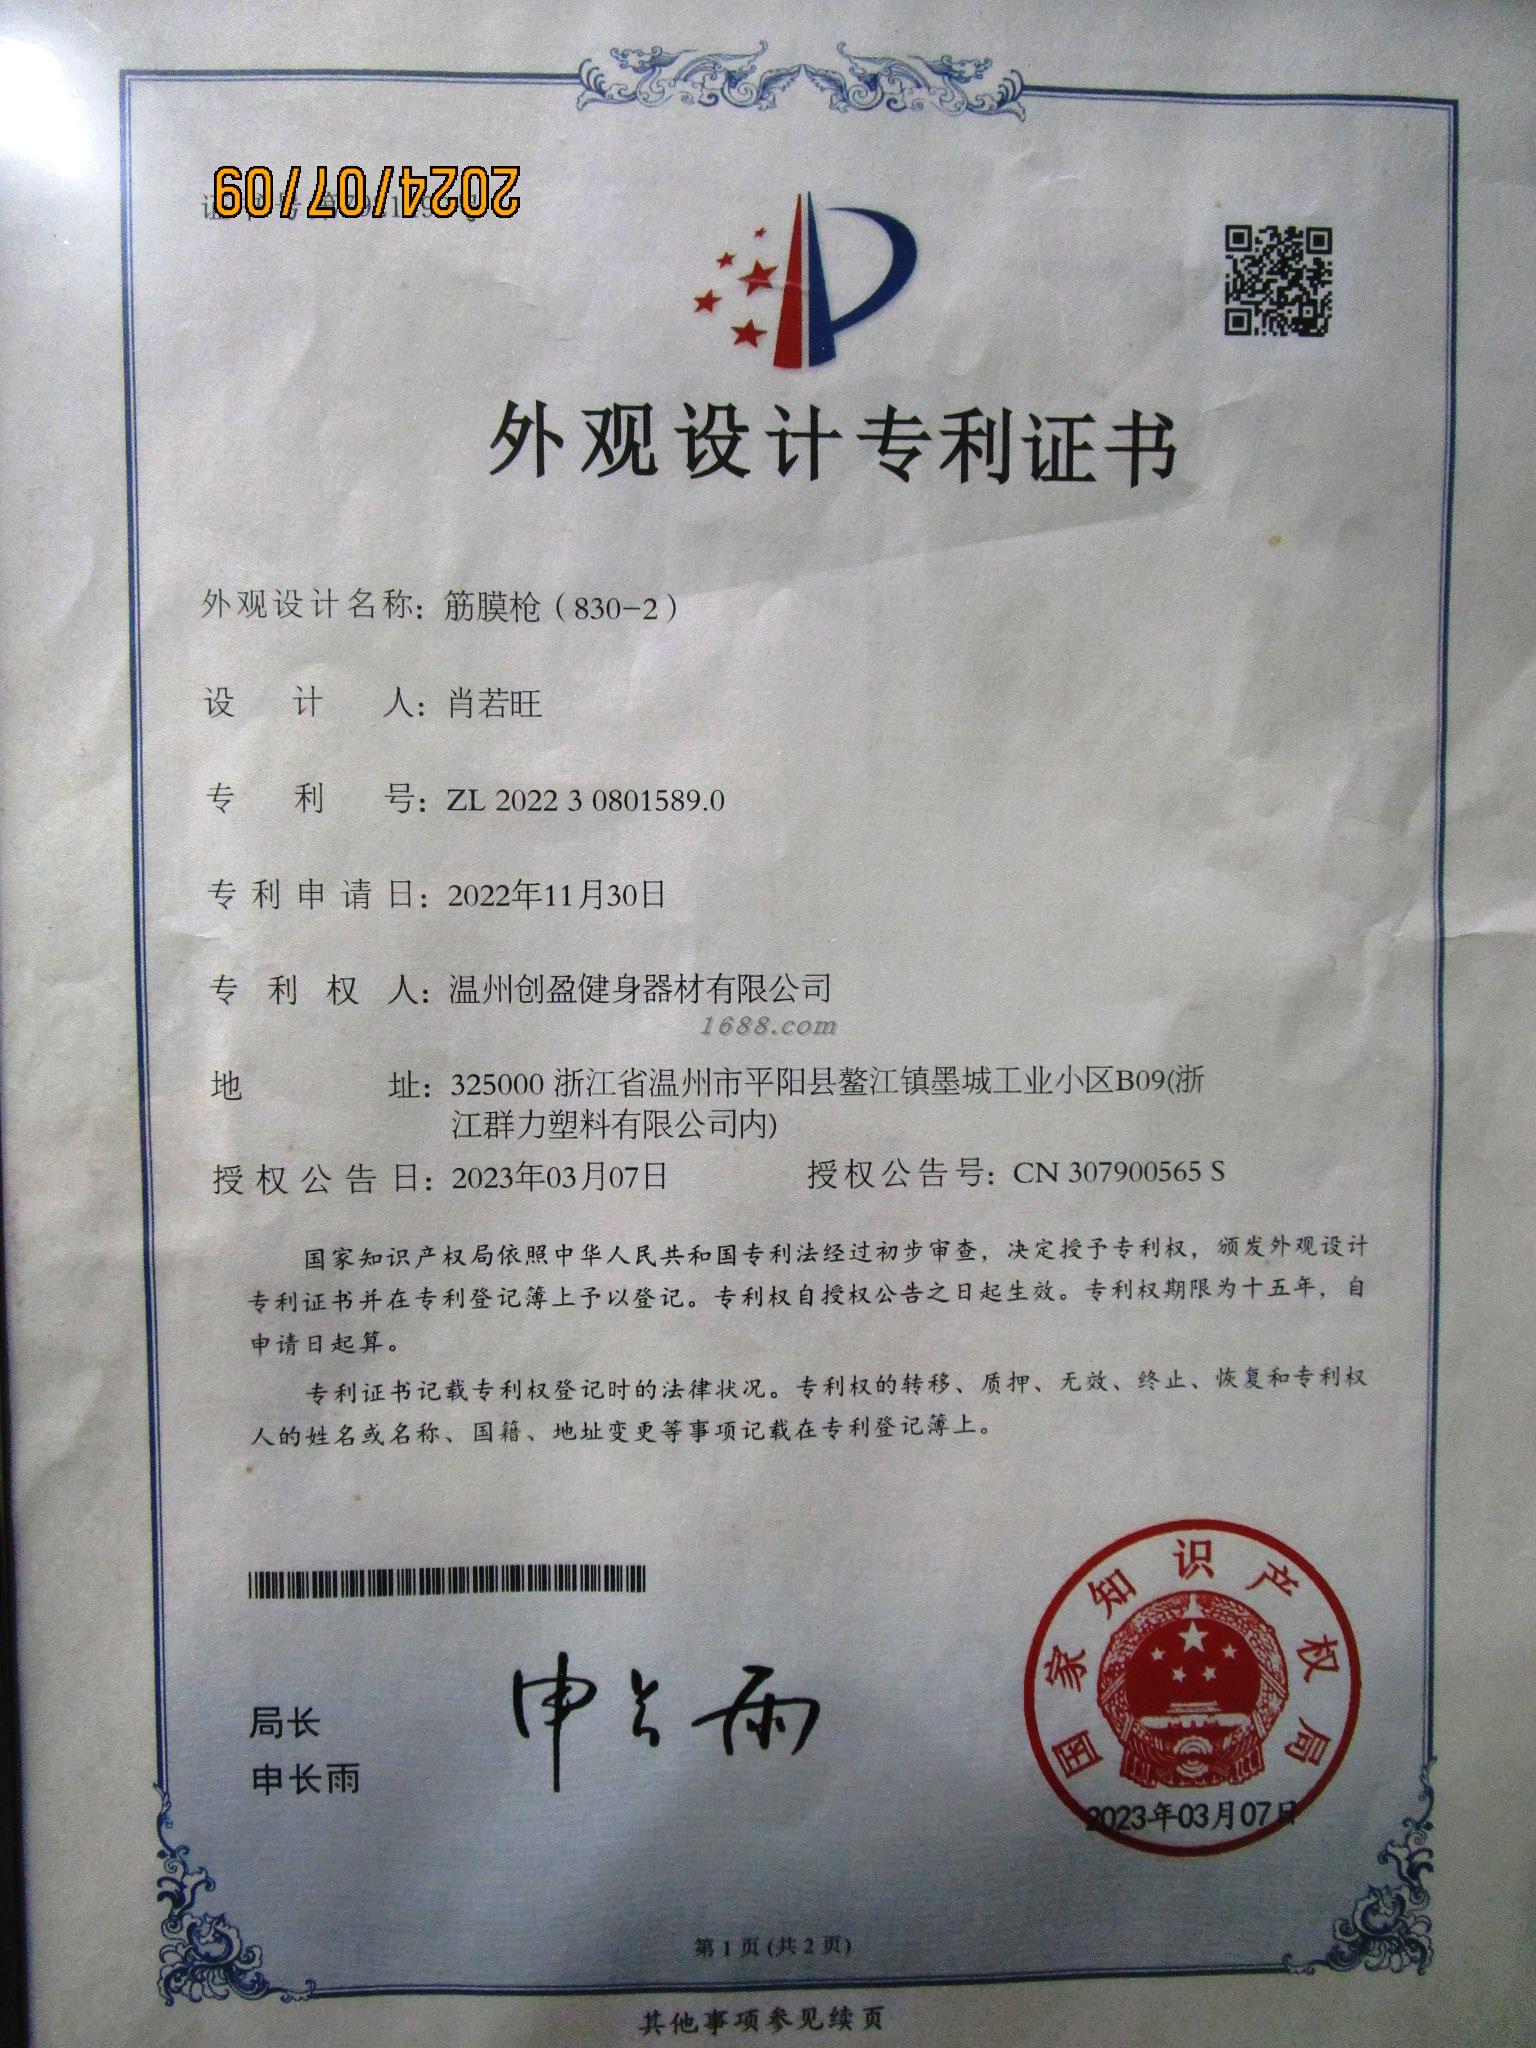 2024/07/09
外观设计专利证书
外观设计名称：筋膜枪（830-2）
设计人：肖若旺
专利号：ZL 2022 3 0801589.0
专利申请日：2022年11月30日
专利权人：温州创盈健身器材有限公司
1688.com
地址：325000 浙江省温州市平阳县鳌江镇墨城工业小区B09(浙
江群力塑料有限公司内)
授权公告日：2023年03月07日 授权公告号：CN 307900565 S
国家知识产权局依照中华人民共和国专利法经过初步审查，决定授予专利权，颁发外观设计
专利证书并在专利登记簿上予以登记。专利权自授权公告之日起生效。专利权期限为十五年，自
申请日起算。
专利证书记载专利权登记时的法律状况。专利权的转移、质押、无效、终止、恢复和专利权
人的姓名或名称、国籍、地址变更等事项记载在专利登记簿上。
局长
申长雨
申长雨
国家知识产权局
2023年03月07日
第 1 页 (共 2 页)
其他事项参见续页